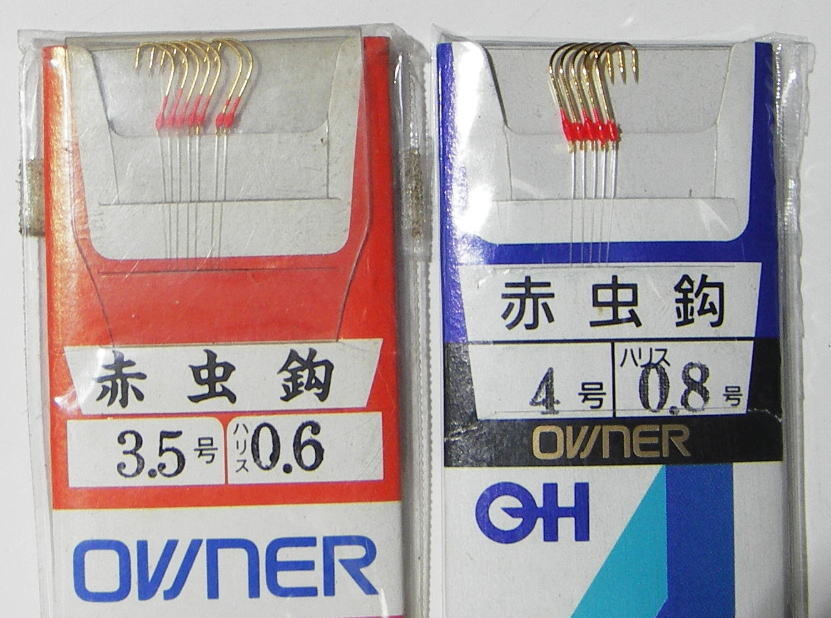 赤虫鈎
3.5号 ハリス 0.6
OWNER
赤虫鈎
4号 ハリス 0.8号
OWNER
OH